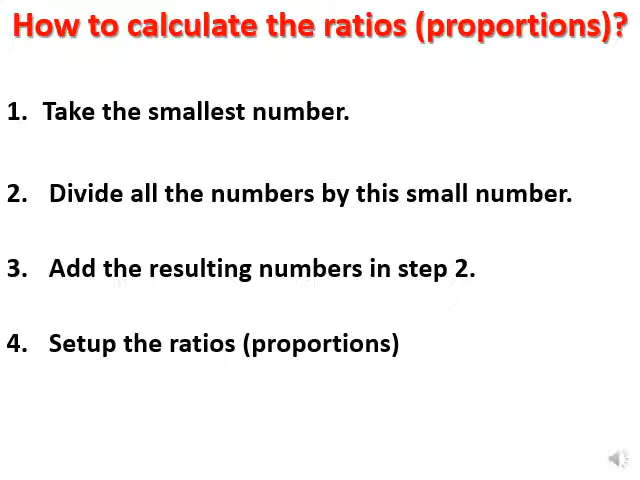 How to calculate the ratios (proportions)?
1. Take the smallest number.
2. Divide all the numbers by this small number.
3. Add the resulting numbers in step 2.
4. Setup the ratios (proportions)